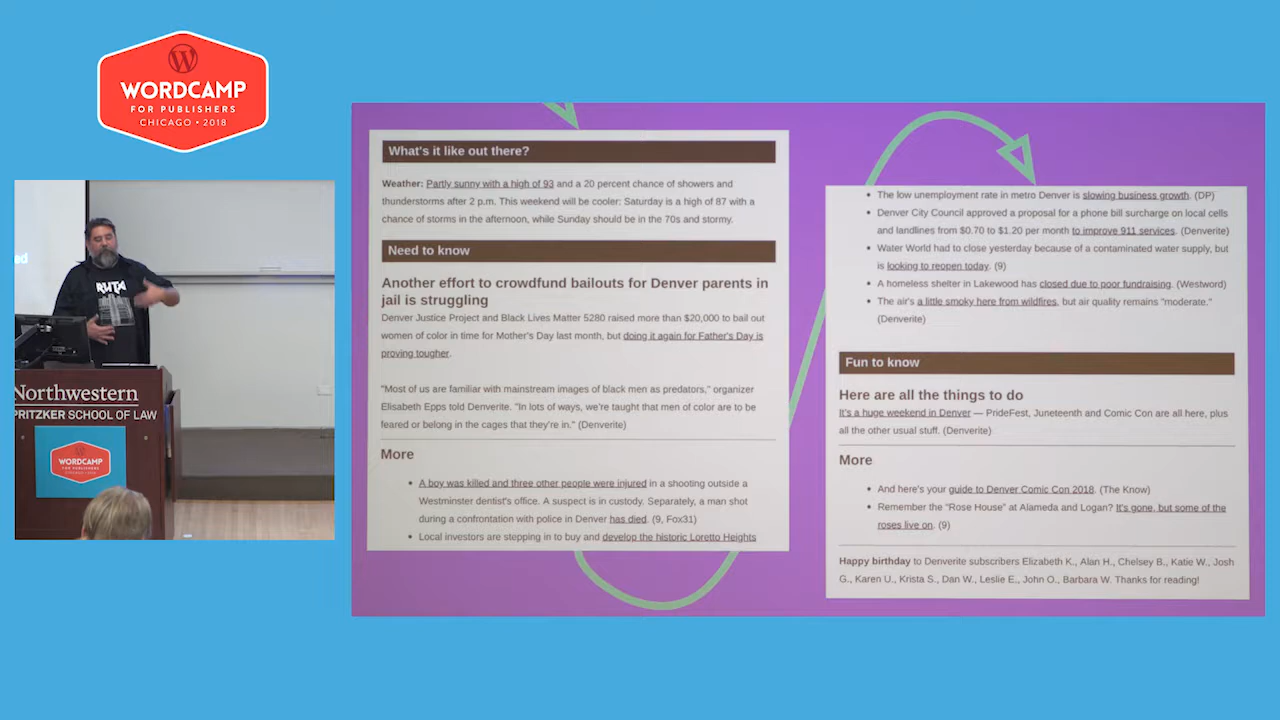 WORDCAMP
FOR PUBLISHERS
CHICAGO • 2018
RUTA
Northwestern
PRITZKER SCHOOL OF LAW
WORDCAMP
FOR PUBLISHERS
CHICAGO • 2018
What's it like out there?
Weather: Partly sunny with a high of 93 and a 20 percent chance of showers and
thunderstorms after 2 p.m. This weekend will be cooler: Saturday is a high of 87 with a
chance of storms in the afternoon, while Sunday should be in the 70s and stormy.
Need to know
Another effort to crowdfund bailouts for Denver parents in
jail is struggling
Denver Justice Project and Black Lives Matter 5280 raised more than $20,000 to bail out
women of color in time for Mother's Day last month, but doing it again for Father's Day is
proving tougher.
"Most of us are familiar with mainstream images of black men as predators," organizer
Elisabeth Epps told Denverite. "In lots of ways, we're taught that men of color are to be
feared or belong in the cages that they're in." (Denverite)
More
• A boy was killed and three other people were injured in a shooting outside a
Westminster dentist's office. A suspect is in custody. Separately, a man shot
during a confrontation with police in Denver has died. (9, Fox31)
• Local investors are stepping in to buy and develop the historic Loretto Heights
• The low unemployment rate in metro Denver is slowing business growth. (DP)
• Denver City Council approved a proposal for a phone bill surcharge on local cells
and landlines from $0.70 to $1.20 per month to improve 911 services. (Denverite)
• Water World had to close yesterday because of a contaminated water supply, but
is looking to reopen today. (9)
• A homeless shelter in Lakewood has closed due to poor fundraising. (Westword)
• The air's a little smoky here from wildfires, but air quality remains "moderate."
(Denverite)
Fun to know
Here are all the things to do
It's a huge weekend in Denver — PrideFest, Juneteenth and Comic Con are all here, plus
all the other usual stuff. (Denverite)
More
• And here's your guide to Denver Comic Con 2018. (The Know)
• Remember the "Rose House" at Alameda and Logan? It's gone, but some of the
roses live on. (9)
Happy birthday to Denverite subscribers Elizabeth K., Alan H., Chelsey B., Katie W., Josh
G., Karen U., Krista S., Dan W., Leslie E., John O., Barbara W. Thanks for reading!